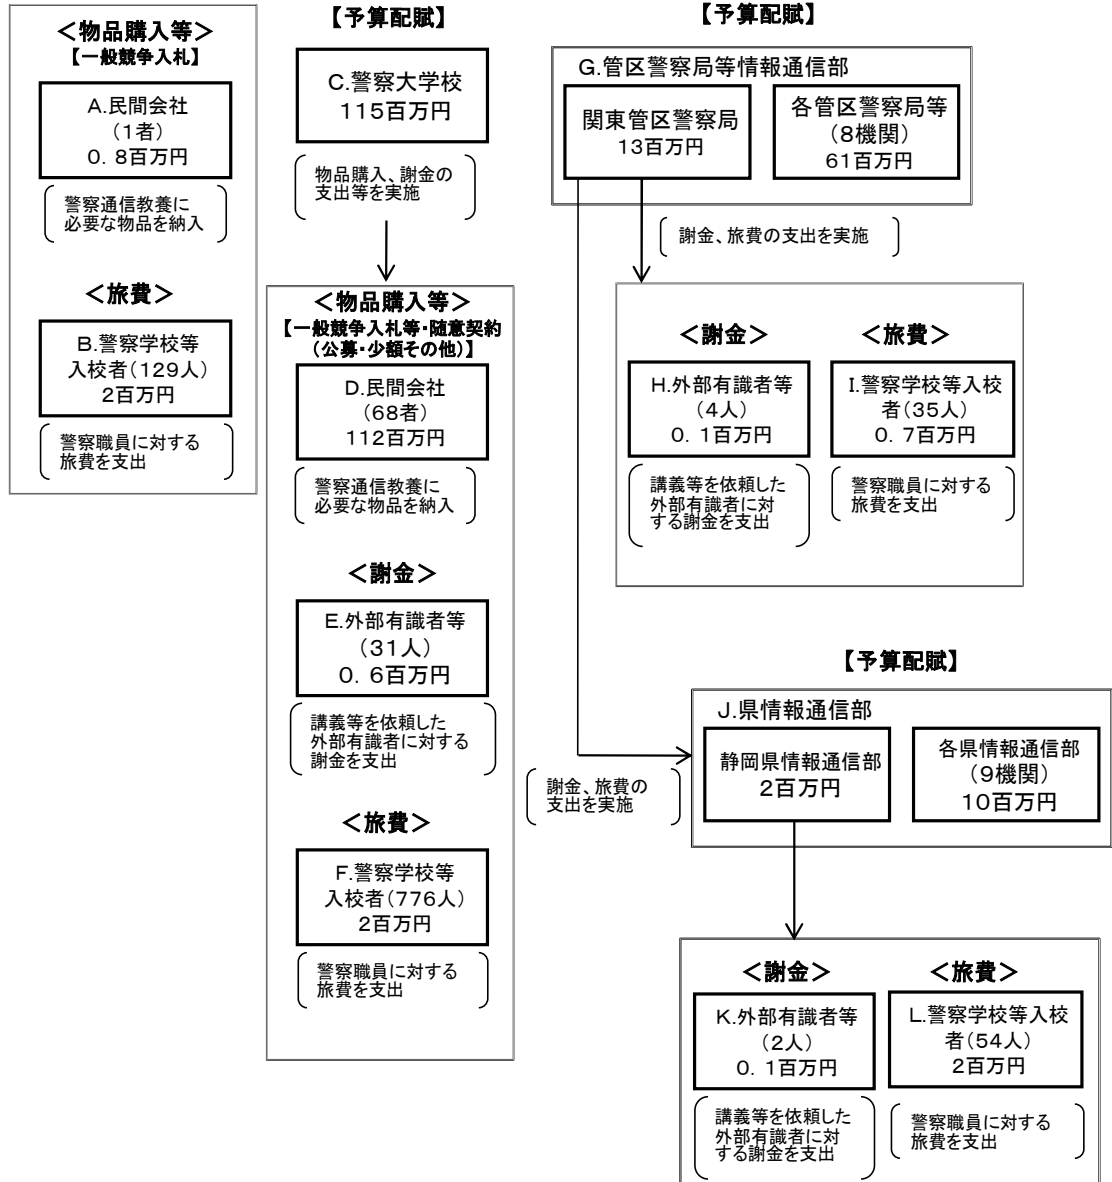 ＜物品購入等＞
【一般競争入札】
A.民間会社
（１者）
０．８百万円
警察通信教養に
必要な物品を納入
＜旅費＞
B.警察学校等
入校者（129人）
2百万円
警察職員に対する
旅費を支出
【予算配賦】
C.警察大学校
115百万円
物品購入、謝金の
支出等を実施
＜物品購入等＞
【一般競争入札等・随意契約
（公募・少額その他）】
D.民間会社
（68者）
112百万円
警察通信教養に
必要な物品を納入
＜謝金＞
E.外部有識者等
（31人）
０．６百万円
講義等を依頼した
外部有識者に対する
謝金を支出
＜旅費＞
F.警察学校等
入校者（776人）
2百万円
警察職員に対する
旅費を支出
【予算配賦】
G.管区警察局等情報通信部
関東管区警察局
13百万円
各管区警察局等
（8機関）
61百万円
謝金、旅費の支出を実施
＜謝金＞
H.外部有識者等
（4人）
０．１百万円
講義等を依頼した
外部有識者に対
する謝金を支出
＜旅費＞
I.警察学校等入校
者（35人）
０．７百万円
警察職員に対する
旅費を支出
【予算配賦】
J.県情報通信部
静岡県情報通信部
2百万円
各県情報通信部
（9機関）
10百万円
謝金、旅費の
支出を実施
＜謝金＞
K.外部有識者等
（2人）
０．１百万円
講義等を依頼した
外部有識者に対
する謝金を支出
＜旅費＞
L.警察学校等入校
者（54人）
2百万円
警察職員に対する
旅費を支出